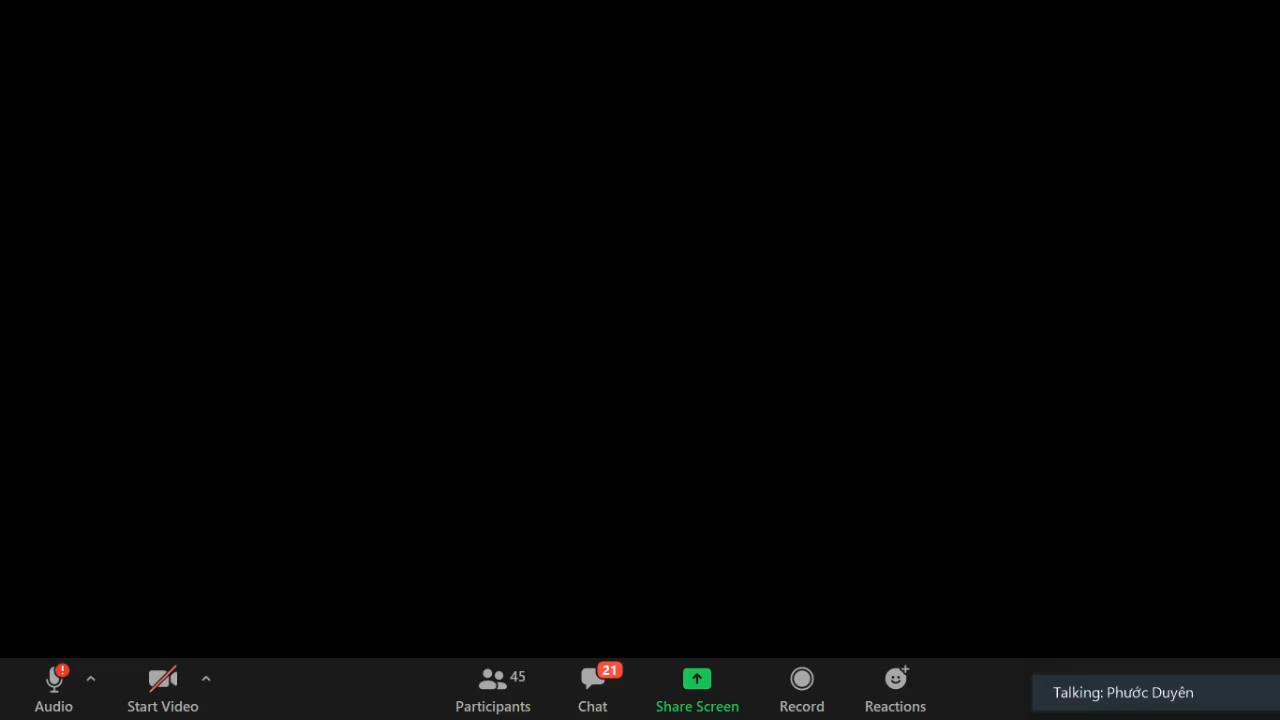 45
21
Audio
Start Video
Participants
Chat
Share Screen
Record
Reactions
Talking: Phước Duyên